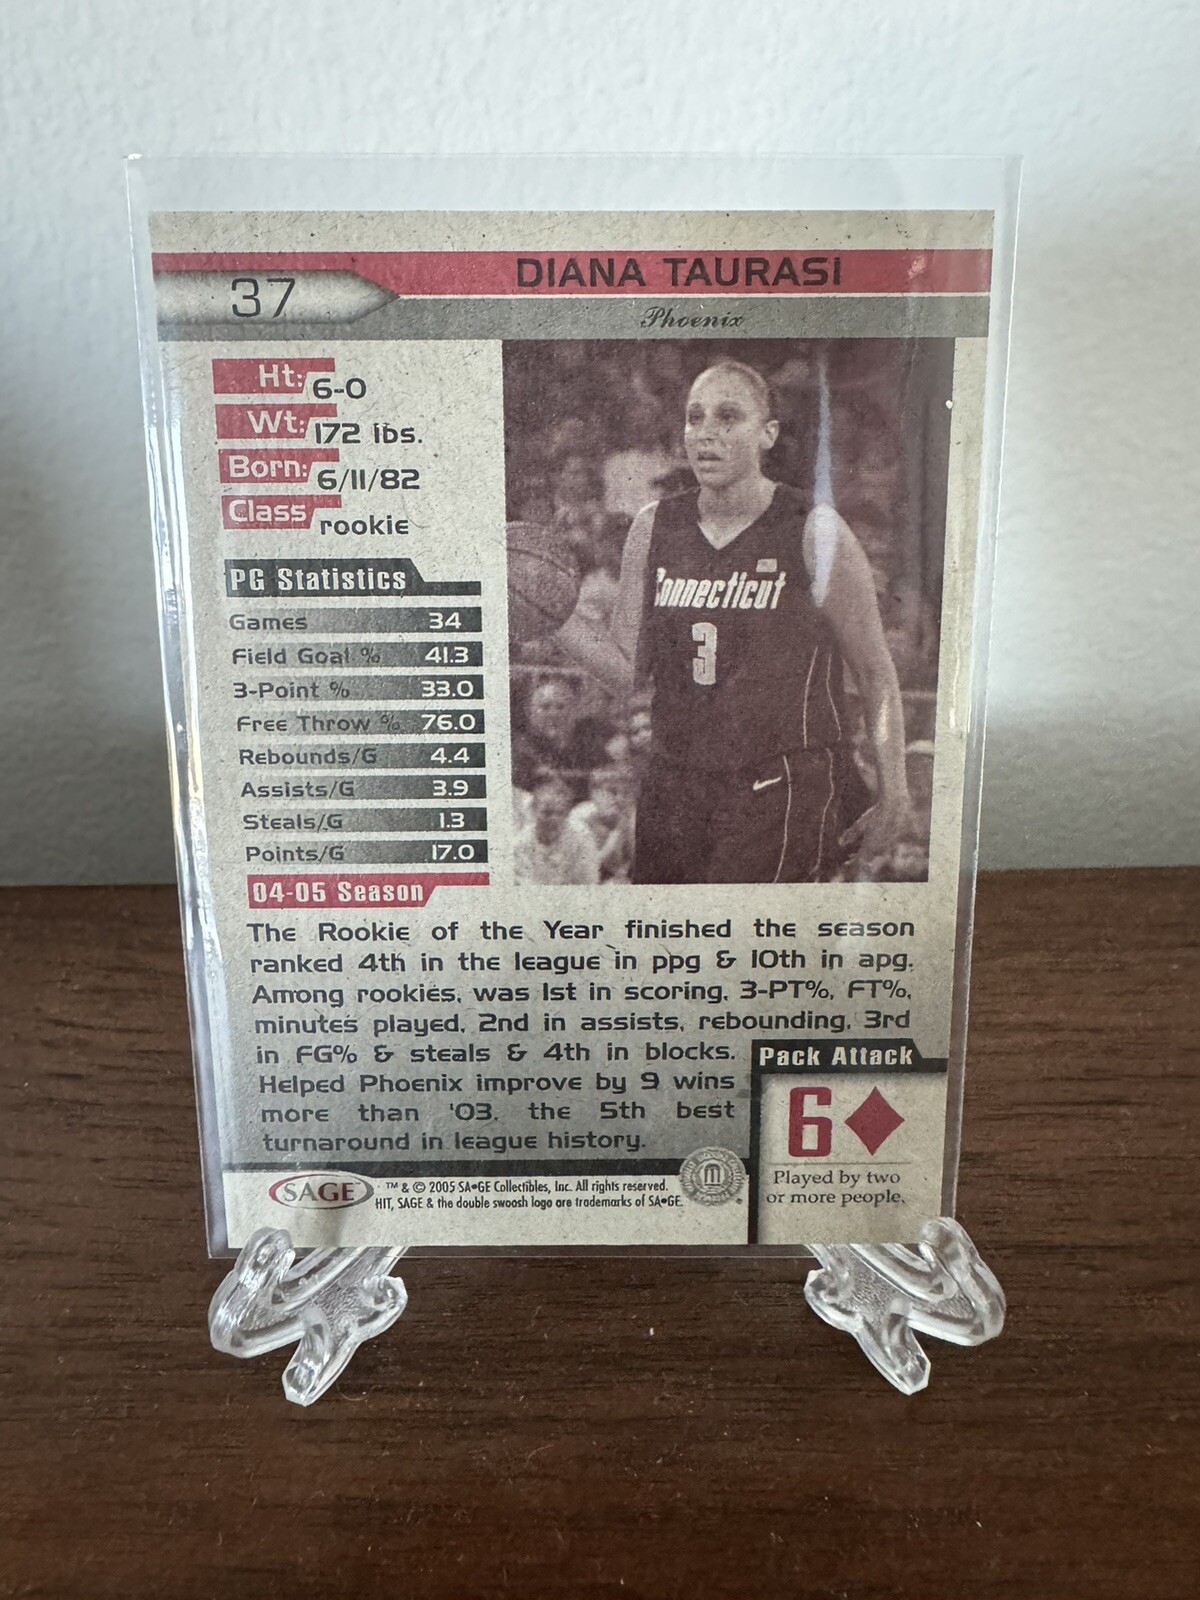 37
DIANA TAURASI
Phoenix
Ht: 6-0
Wt: 172 lbs.
Born: 6/11/82
Class rookie
Connecticut
3
PG Statistics
Games 34
Field Goal % 41.3
3-Point % 33.0
Free Throw % 76.0
Rebounds/G 4.4
Assists/G 3.9
Steals/G 1.3
Points/G 17.0
04-05 Season
The Rookie of the Year finished the season
ranked 4th in the league in ppg & 10th in apg.
Among rookies, was 1st in scoring, 3-PT%, FT%,
minutes played, 2nd in assists, rebounding, 3rd
in FG% & steals & 4th in blocks.
Helped Phoenix improve by 9 wins
more than '03, the 5th best
turnaround in league history.
Pack Attack
6♦
Played by two
or more people.
SAGE
™ & © 2005 SA•GE Collectibles, Inc. All rights reserved.
HIT, SAGE & the double swoosh logo are trademarks of SA•GE.